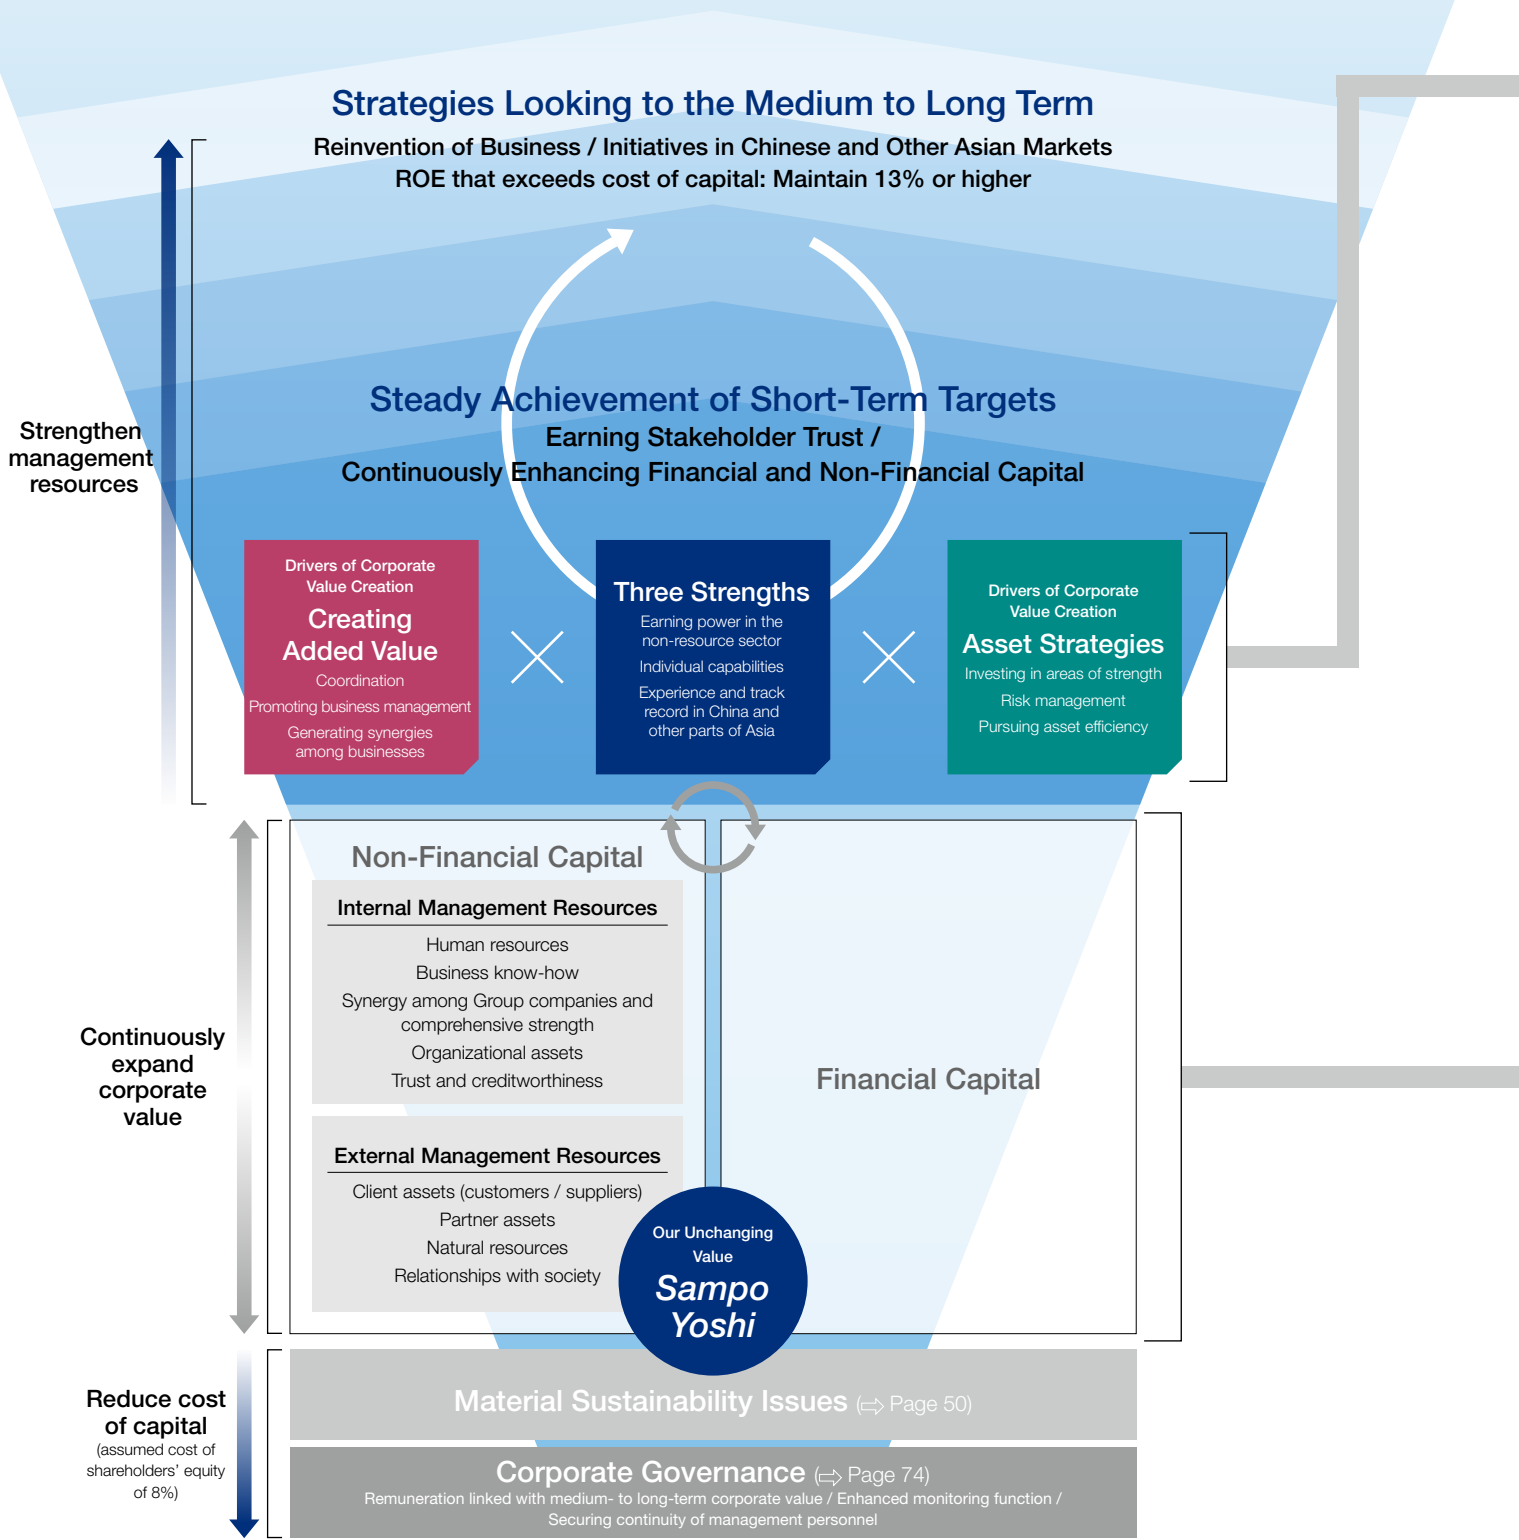 Strategies Looking to the Medium to Long Term
Reinvention of Business / Initiatives in Chinese and Other Asian Markets
ROE that exceeds cost of capital: Maintain 13% or higher
Steady Achievement of Short-Term Targets
Earning Stakeholder Trust /
Continuously Enhancing Financial and Non-Financial Capital
Strengthen
management
resources
Drivers of Corporate
Value Creation
Creating
Added Value
Coordination
Promoting business management
Generating synergies
among businesses
Three Strengths
Earning power in the
non-resource sector
Individual capabilities
Experience and track
record in China and
other parts of Asia
Drivers of Corporate
Value Creation
Asset Strategies
Investing in areas of strength
Risk management
Pursuing asset efficiency
Continuously
expand
corporate
value
Non-Financial Capital
Internal Management Resources
Human resources
Business know-how
Synergy among Group companies and
comprehensive strength
Organizational assets
Trust and creditworthiness
External Management Resources
Client assets (customers / suppliers)
Partner assets
Natural resources
Relationships with society
Financial Capital
Our Unchanging
Value
Sampo
Yoshi
Reduce cost
of capital
(assumed cost of
shareholders’ equity
of 8%)
Material Sustainability Issues (⇨ Page 50)
Corporate Governance (⇨ Page 74)
Remuneration linked with medium- to long-term corporate value / Enhanced monitoring function /
Securing continuity of management personnel